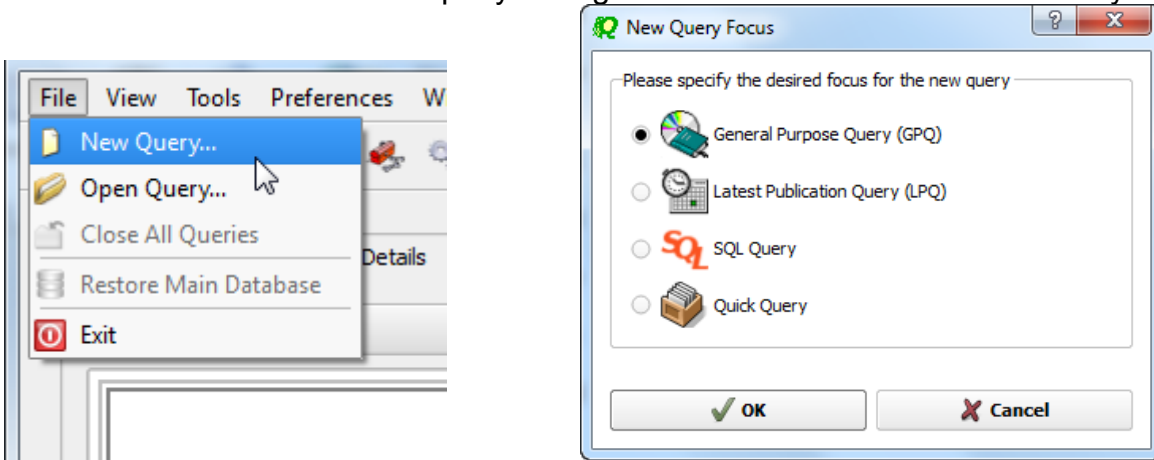 File View Tools Preferences W
New Query...
Open Query...
Close All Queries
Details
Restore Main Database
Exit
New Query Focus
Please specify the desired focus for the new query
General Purpose Query (GPQ)
Latest Publication Query (LPQ)
SQL SQL Query
Quick Query
OK Cancel